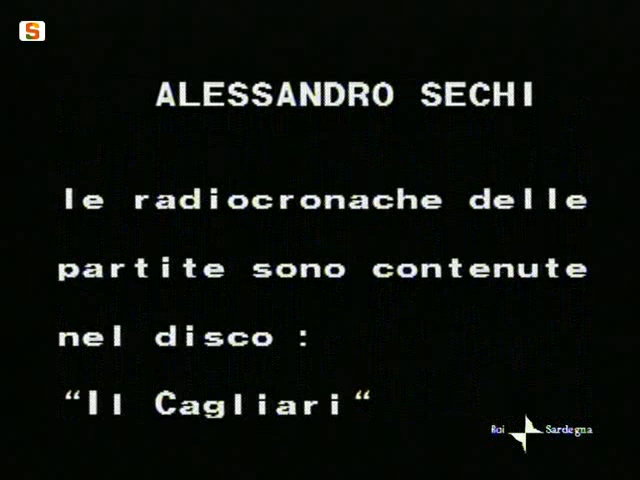 S
ALESSANDRO SECHI
le radiocronache delle
partite sono contenute
nel disco :
“Il Cagliari“
Rai Sardegna